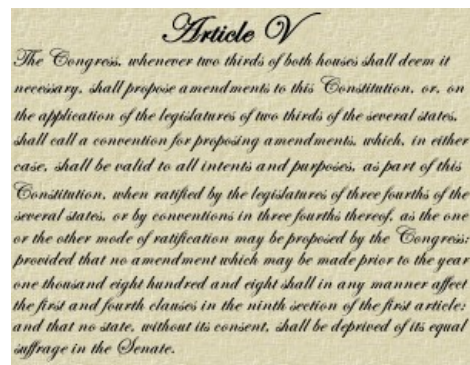 Article V
The Congress, whenever two thirds of both houses shall deem it
necessary, shall propose amendments to this Constitution, or, on
the application of the legislatures of two thirds of the several states,
shall call a convention for proposing amendments, which, in either
case, shall be valid to all intents and purposes, as part of this
Constitution, when ratified by the legislatures of three fourths of the
several states, or by conventions in three fourths thereof, as the one
or the other mode of ratification may be proposed by the Congress;
provided that no amendment which may be made prior to the year
one thousand eight hundred and eight shall in any manner affect
the first and fourth clauses in the ninth section of the first article;
and that no state, without its consent, shall be deprived of its equal
suffrage in the Senate.